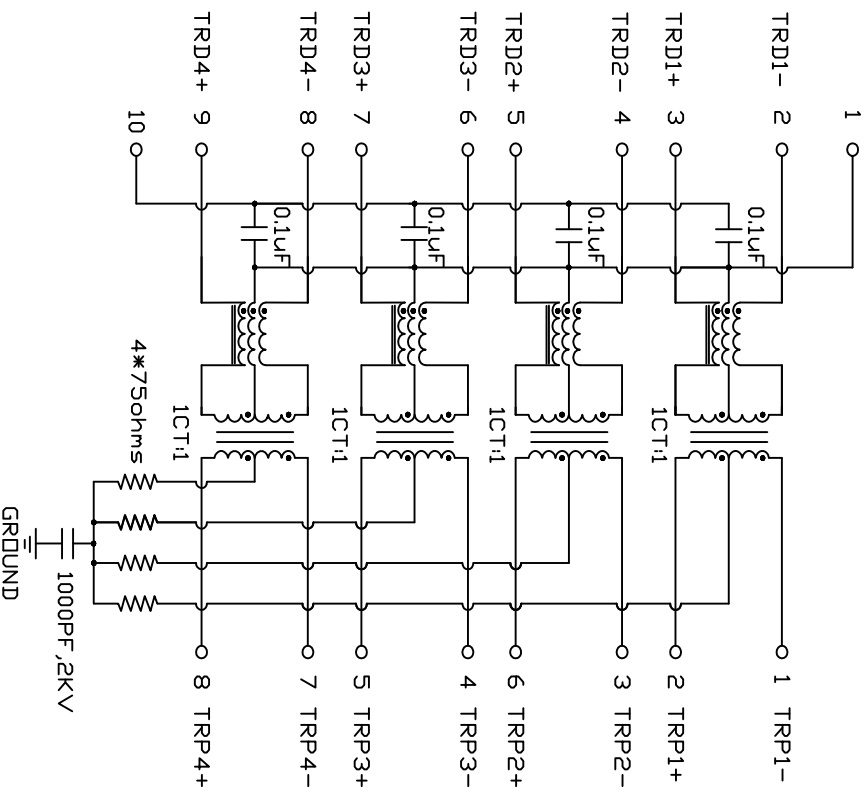 1
TRD1- 2
TRD1+ 3
TRD2- 4
TRD2+ 5
TRD3- 6
TRD3+ 7
TRD4- 8
TRD4+ 9
10
0.1uF
0.1uF
0.1uF
0.1uF
1CT:1
1CT:1
1CT:1
1CT:1
4*75ohms
1 TRP1-
2 TRP1+
3 TRP2-
6 TRP2+
4 TRP3-
5 TRP3+
7 TRP4-
8 TRP4+
1000PF,2KV
GROUND